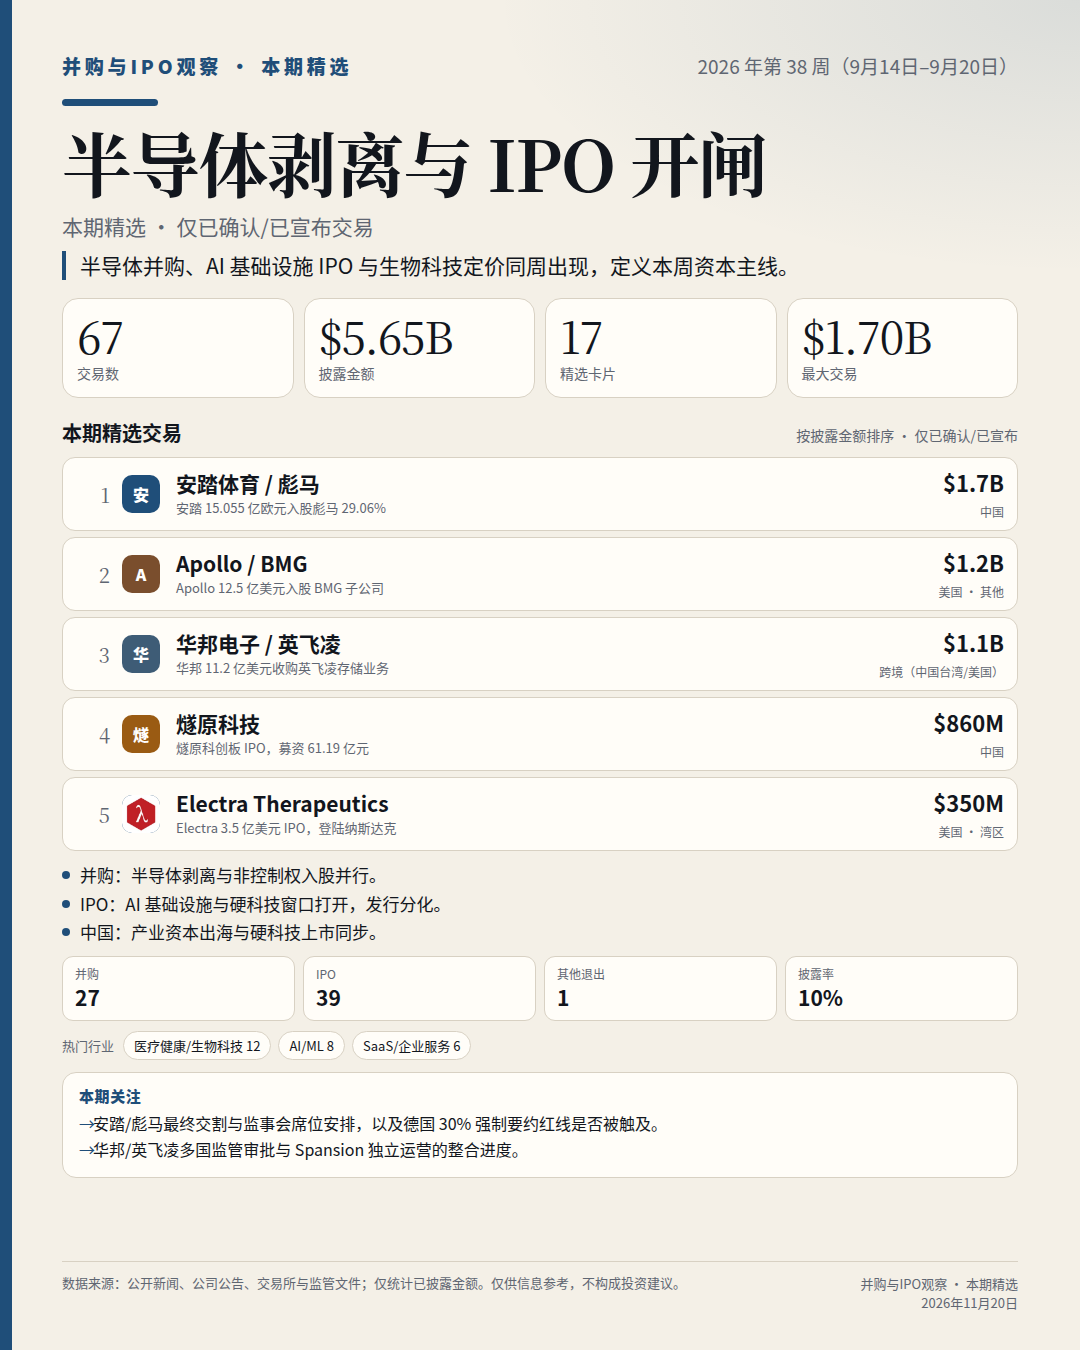 并购与IPO观察 · 本期精选
2026 年第 38 周（9月14日–9月20日）
半导体剥离与 IPO 开闸
本期精选 · 仅已确认/已宣布交易
半导体并购、AI 基础设施 IPO 与生物科技定价同周出现，定义本周资本主线。
67
交易数
$5.65B
披露金额
17
精选卡片
$1.70B
最大交易
本期精选交易
按披露金额排序 · 仅已确认/已宣布
1
安
安踏体育 / 彪马
安踏 15.055 亿欧元入股彪马 29.06%
$1.7B
中国
2
A
Apollo / BMG
Apollo 12.5 亿美元入股 BMG 子公司
$1.2B
美国 · 其他
3
华
华邦电子 / 英飞凌
华邦 11.2 亿美元收购英飞凌存储业务
$1.1B
跨境（中国台湾/美国）
4
燧
燧原科技
燧原科创板 IPO，募资 61.19 亿元
$860M
中国
5
λ
Electra Therapeutics
Electra 3.5 亿美元 IPO，登陆纳斯达克
$350M
美国 · 湾区
并购：半导体剥离与非控制权入股并行。
IPO：AI 基础设施与硬科技窗口打开，发行分化。
中国：产业资本出海与硬科技上市同步。
并购
27
IPO
39
其他退出
1
披露率
10%
热门行业
医疗健康/生物科技 12
AI/ML 8
SaaS/企业服务 6
本期关注
→安踏/彪马最终交割与监事会席位安排，以及德国 30% 强制要约红线是否被触及。
→华邦/英飞凌多国监管审批与 Spansion 独立运营的整合进度。
数据来源：公开新闻、公司公告、交易所与监管文件；仅统计已披露金额。仅供信息参考，不构成投资建议。
并购与IPO观察 · 本期精选
2026年11月20日